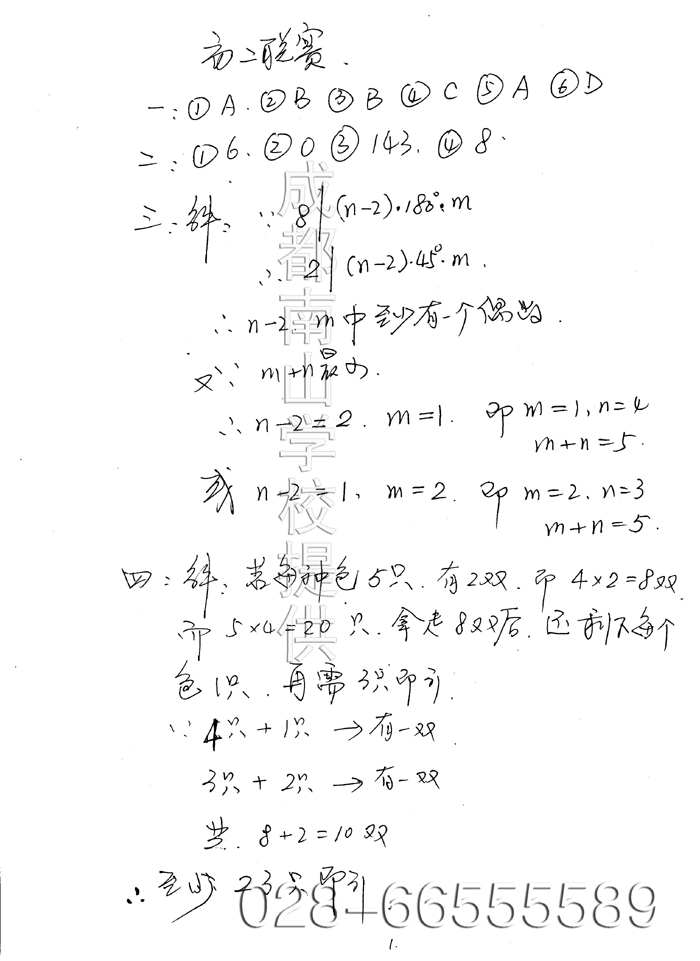 高二联赛.
一: ① A. ② B ③ B ④ C ⑤ A ⑥ D
二: ① 6. ② 0 ③ 143. ④ 8.
三: 解: ∵ 8 | (n-2)·180°·m
∴ 2 | (n-2)·45°·m.
∴ n-2, m中至少有一个偶数.
又∵ m+n最小.
∴ n-2=2. m=1. 即 m=1, n=4
m+n=5.
或 n-2=1, m=2. 即 m=2, n=3
m+n=5.
四: 解: 若每种色5只. 有2双. 即 4×2=8双
而 5×4=20 只. 拿走8双后. 还剩下每个
色1只. 再需3只即可.
∵ 4只+1只 → 有一双
3只+2只 → 有一双
共. 8+2=10双
∴ 至少 23只即可.
1.
成都南山学校提供
028-66555589